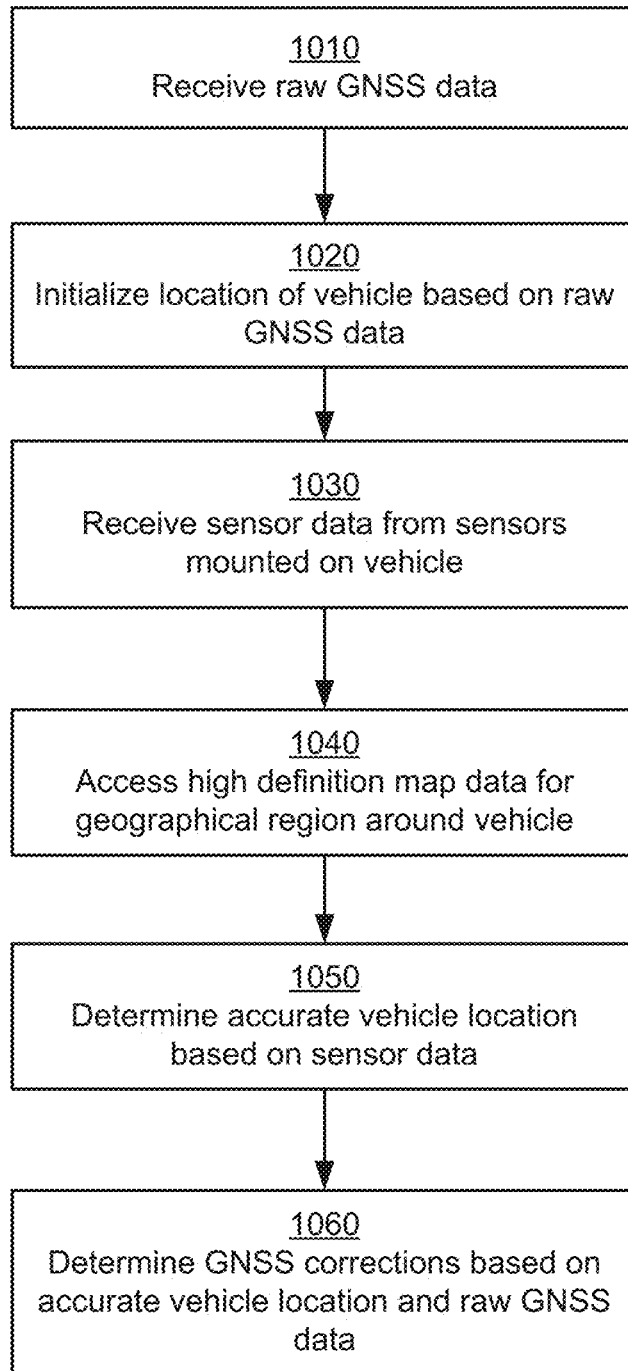 1010
Receive raw GNSS data
1020
Initialize location of vehicle based on raw
GNSS data
1030
Receive sensor data from sensors
mounted on vehicle
1040
Access high definition map data for
geographical region around vehicle
1050
Determine accurate vehicle location
based on sensor data
1060
Determine GNSS corrections based on
accurate vehicle location and raw GNSS
data